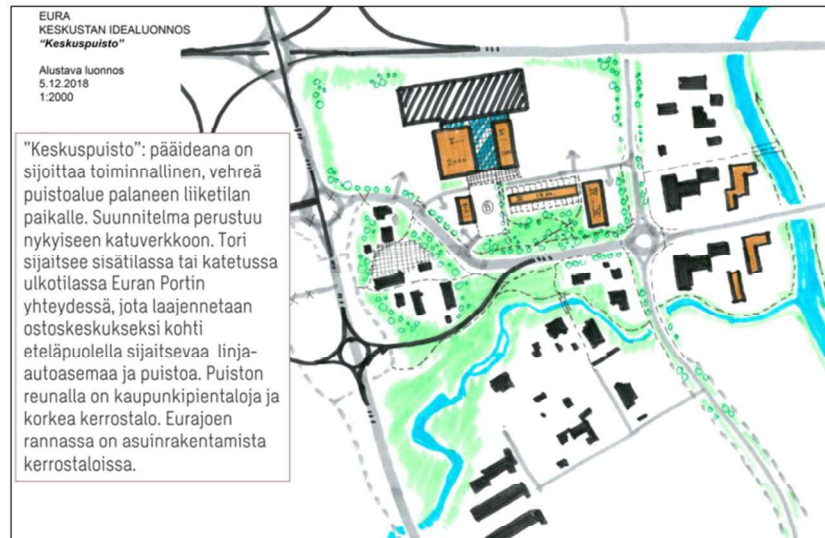 EURA
KESKUSTAN IDEALUONNOS
"Keskuspuisto"
Alustava luonnos
5.12.2018
1:2000
"Keskuspuisto": pääideana on
sijoittaa toiminnallinen, vehreä
puistoalue palaneen liiketilan
paikalle. Suunnitelma perustuu
nykyiseen katuverkkoon. Tori
sijaitsee sisätilassa tai katetussa
ulkotilassa Euran Portin
yhteydessä, jota laajennetaan
ostoskeskukseksi kohti
eteläpuolella sijaitsevaa linja-
autoasemaa ja puistoa. Puiston
reunalla on kaupunkipientaloja ja
korkea kerrostalo. Eurajoen
rannassa on asuinrakentamista
kerrostaloissa.